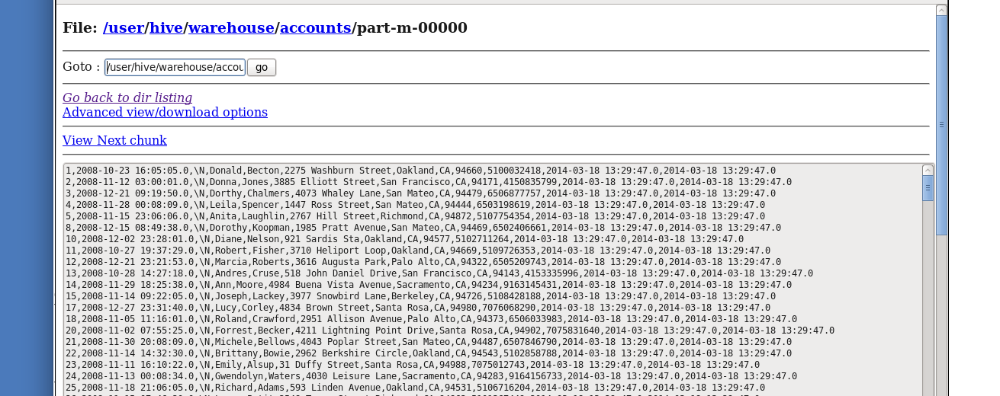 File: /user/hive/warehouse/accounts/part-m-00000
Goto : /user/hive/warehouse/accou go
Go back to dir listing
Advanced view/download options
View Next chunk
1,2008-10-23 16:05:05.0,\N,Donald,Becton,2275 Washburn Street,Oakland,CA,94660,5100032418,2014-03-18 13:29:47.0,2014-03-18 13:29:47.0
2,2008-11-12 03:00:01.0,\N,Donna,Jones,3885 Elliott Street,San Francisco,CA,94171,4150835799,2014-03-18 13:29:47.0,2014-03-18 13:29:47.0
3,2008-12-21 09:19:50.0,\N,Dorthy,Chalmers,4073 Whaley Lane,San Mateo,CA,94479,6506877757,2014-03-18 13:29:47.0,2014-03-18 13:29:47.0
4,2008-11-28 00:08:09.0,\N,Leila,Spencer,1447 Ross Street,San Mateo,CA,94444,6503198619,2014-03-18 13:29:47.0,2014-03-18 13:29:47.0
5,2008-11-15 23:06:06.0,\N,Anita,Laughlin,2767 Hill Street,Richmond,CA,94872,5107754354,2014-03-18 13:29:47.0,2014-03-18 13:29:47.0
8,2008-12-15 08:49:38.0,\N,Dorothy,Koopman,1985 Pratt Avenue,San Mateo,CA,94469,6502406661,2014-03-18 13:29:47.0,2014-03-18 13:29:47.0
10,2008-12-02 23:28:01.0,\N,Diane,Nelson,921 Sardis Sta,Oakland,CA,94577,5102711264,2014-03-18 13:29:47.0,2014-03-18 13:29:47.0
11,2008-10-27 19:37:29.0,\N,Robert,Fisher,3710 Heliport Loop,Oakland,CA,94669,5109726353,2014-03-18 13:29:47.0,2014-03-18 13:29:47.0
12,2008-12-21 23:21:53.0,\N,Marcia,Roberts,3616 Augusta Park,Palo Alto,CA,94322,6505209743,2014-03-18 13:29:47.0,2014-03-18 13:29:47.0
13,2008-10-28 14:27:18.0,\N,Andres,Cruse,518 John Daniel Drive,San Francisco,CA,94143,4153335996,2014-03-18 13:29:47.0,2014-03-18 13:29:47.0
14,2008-11-29 18:25:38.0,\N,Ann,Moore,4984 Buena Vista Avenue,Sacramento,CA,94234,9163145431,2014-03-18 13:29:47.0,2014-03-18 13:29:47.0
15,2008-11-14 09:22:05.0,\N,Joseph,Lackey,3977 Snowbird Lane,Berkeley,CA,94726,5108428188,2014-03-18 13:29:47.0,2014-03-18 13:29:47.0
17,2008-12-27 23:31:40.0,\N,Lucy,Corley,4834 Brown Street,Santa Rosa,CA,94980,7076068290,2014-03-18 13:29:47.0,2014-03-18 13:29:47.0
18,2008-11-05 11:16:01.0,\N,Roland,Crawford,2951 Allison Avenue,Palo Alto,CA,94373,6506033983,2014-03-18 13:29:47.0,2014-03-18 13:29:47.0
20,2008-11-02 07:55:25.0,\N,Forrest,Becker,4211 Lightning Point Drive,Santa Rosa,CA,94902,7075831640,2014-03-18 13:29:47.0,2014-03-18 13:29:47.0
21,2008-11-30 20:08:09.0,\N,Michele,Bellows,4043 Poplar Street,San Mateo,CA,94487,6507846790,2014-03-18 13:29:47.0,2014-03-18 13:29:47.0
22,2008-11-14 14:32:30.0,\N,Brittany,Bowie,2962 Berkshire Circle,Oakland,CA,94543,5102858788,2014-03-18 13:29:47.0,2014-03-18 13:29:47.0
23,2008-11-11 16:10:22.0,\N,Emily,Alsup,31 Duffy Street,Santa Rosa,CA,94988,7075012743,2014-03-18 13:29:47.0,2014-03-18 13:29:47.0
24,2008-11-13 00:08:34.0,\N,Gwendolyn,Waters,4030 Leisure Lane,Sacramento,CA,94283,9164156733,2014-03-18 13:29:47.0,2014-03-18 13:29:47.0
25,2008-11-18 21:06:05.0,\N,Richard,Adams,593 Linden Avenue,Oakland,CA,94531,5106716204,2014-03-18 13:29:47.0,2014-03-18 13:29:47.0